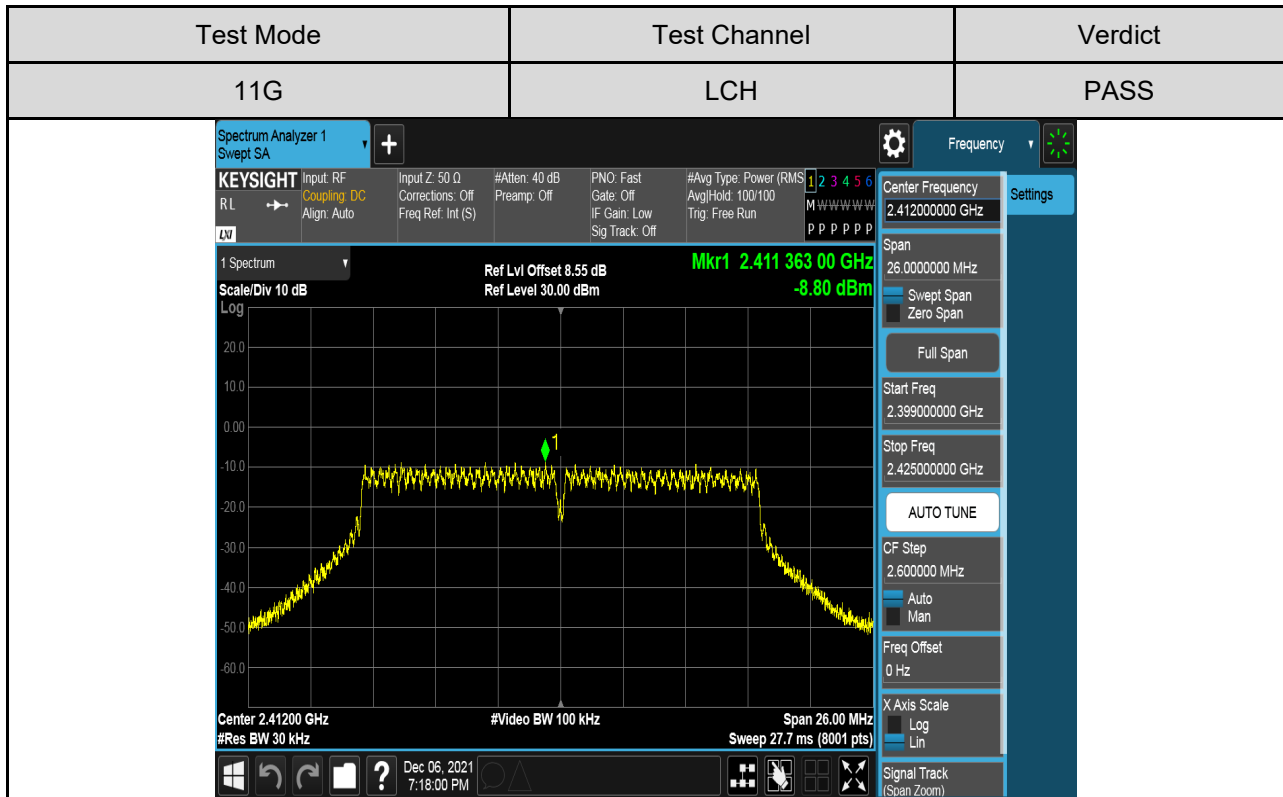 Test Mode Test Channel Verdict
11G LCH PASS
Spectrum Analyzer 1
Swept SA
+
Frequency
KEYSIGHT
RL
LXI
Input: RF
Coupling: DC
Align: Auto
Input Z: 50 Ω
Corrections: Off
Freq Ref: Int (S)
#Atten: 40 dB
Preamp: Off
PNO: Fast
Gate: Off
IF Gain: Low
Sig Track: Off
#Avg Type: Power (RMS
Avg|Hold: 100/100
Trig: Free Run
1 2 3 4 5 6
M W W W W W
P P P P P P
1 Spectrum
Scale/Div 10 dB
Ref Lvl Offset 8.55 dB
Ref Level 30.00 dBm
Mkr1 2.411 363 00 GHz
-8.80 dBm
Log
20.0
10.0
0.00
-10.0
-20.0
-30.0
-40.0
-50.0
-60.0
1
Center 2.41200 GHz
#Res BW 30 kHz
#Video BW 100 kHz
Span 26.00 MHz
Sweep 27.7 ms (8001 pts)
?
Dec 06, 2021
7:18:00 PM
Center Frequency
2.412000000 GHz
Span
26.0000000 MHz
Swept Span
Zero Span
Full Span
Start Freq
2.399000000 GHz
Stop Freq
2.425000000 GHz
AUTO TUNE
CF Step
2.600000 MHz
Auto
Man
Freq Offset
0 Hz
X Axis Scale
Log
Lin
Signal Track
(Span Zoom)
Settings